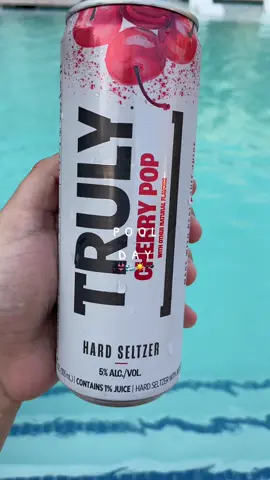 TRULY
CHERRY POP
WITH OTHER NATURAL FLAVORS
POOL
DAY
HARD SELTZER
5% ALC./VOL.
CONTAINS 1% JUICE | HARD SELTZER WITH